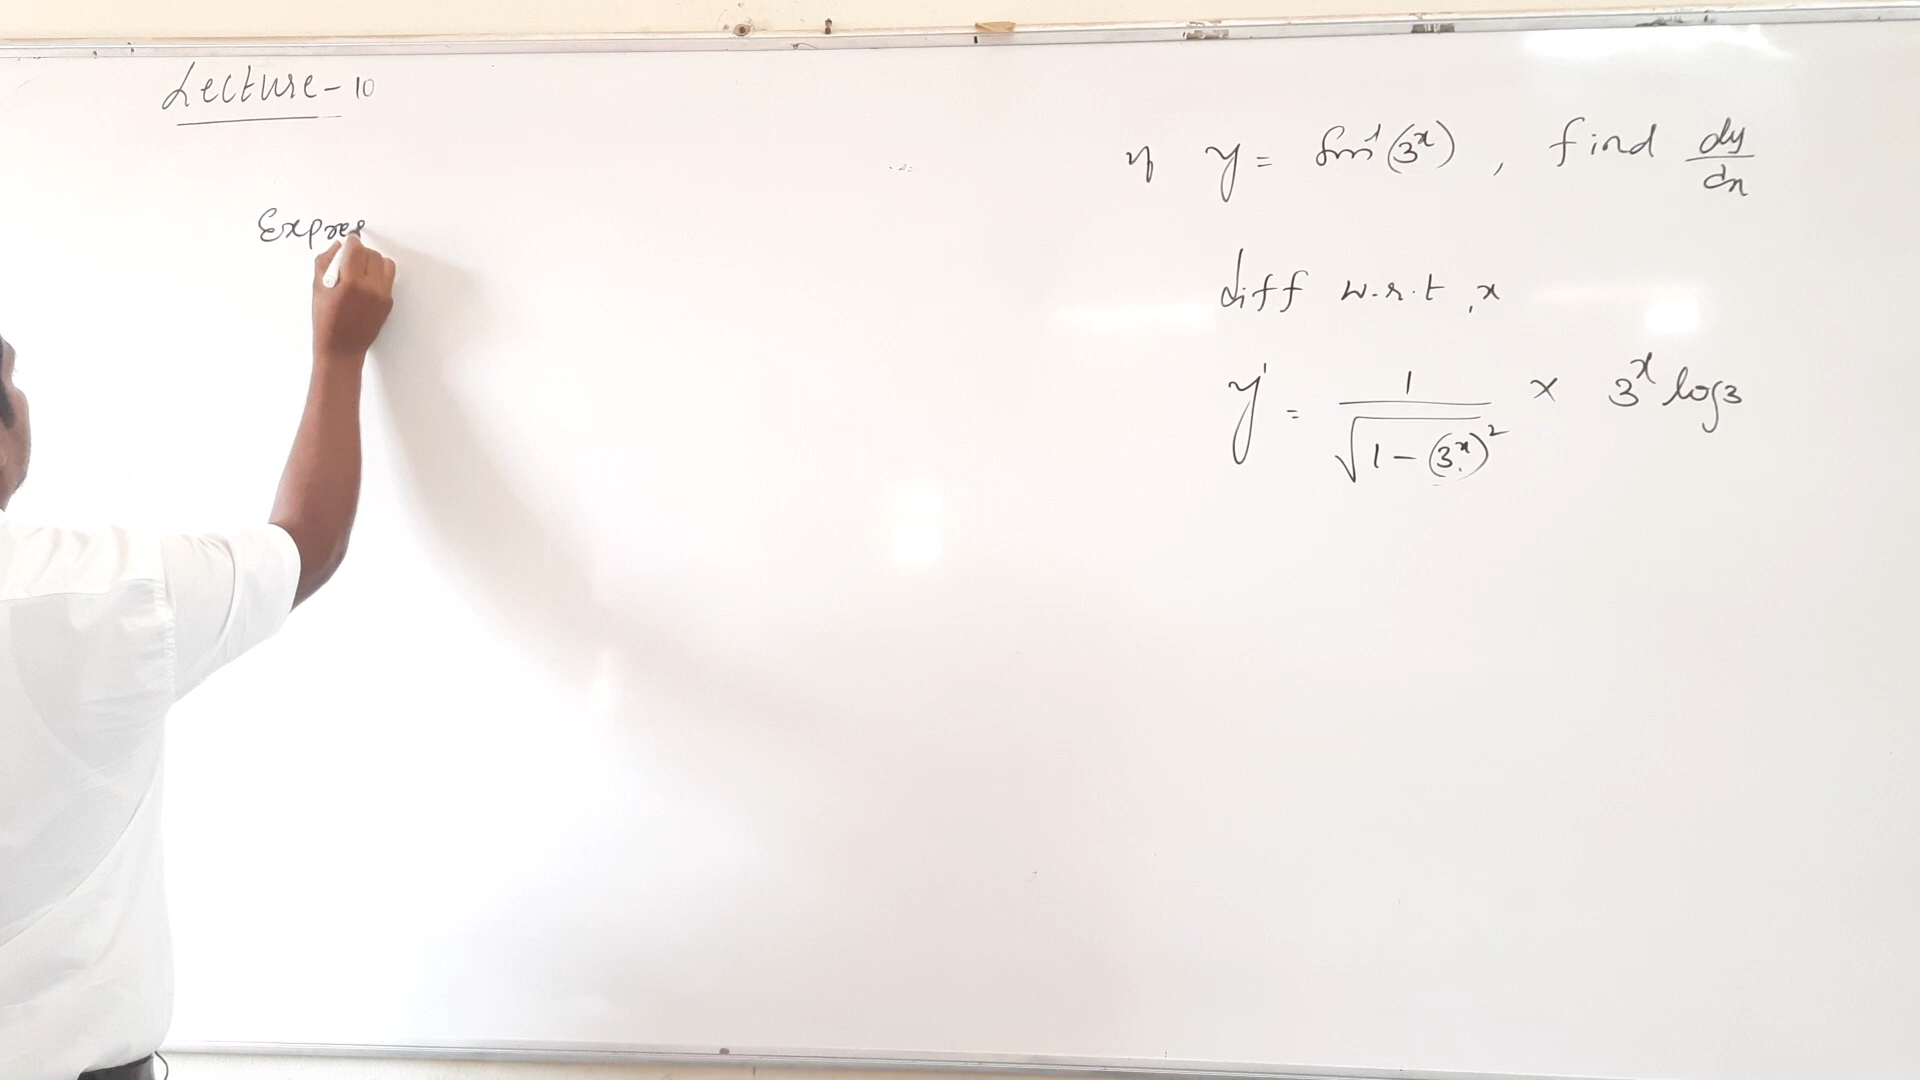 Lecture - 10
Expres
If y = sin⁻¹(3ˣ), find dy/dx
diff w.r.t, x
y' = 1/√(1-(3ˣ)²) × 3ˣ log3